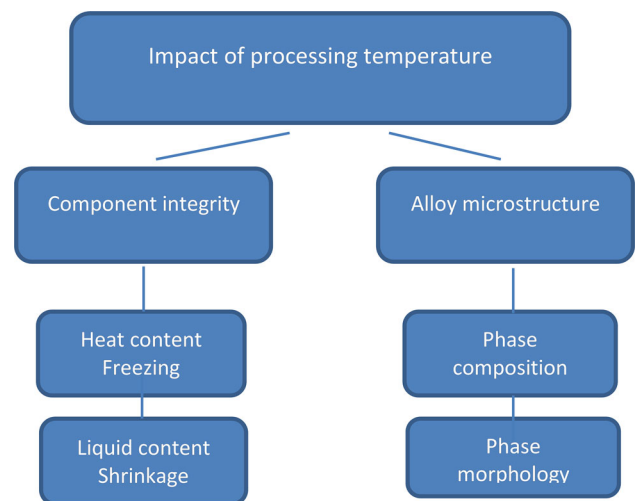 Impact of processing temperature
Component integrity
Alloy microstructure
Heat content
Freezing
Phase
composition
Liquid content
Shrinkage
Phase
morphology